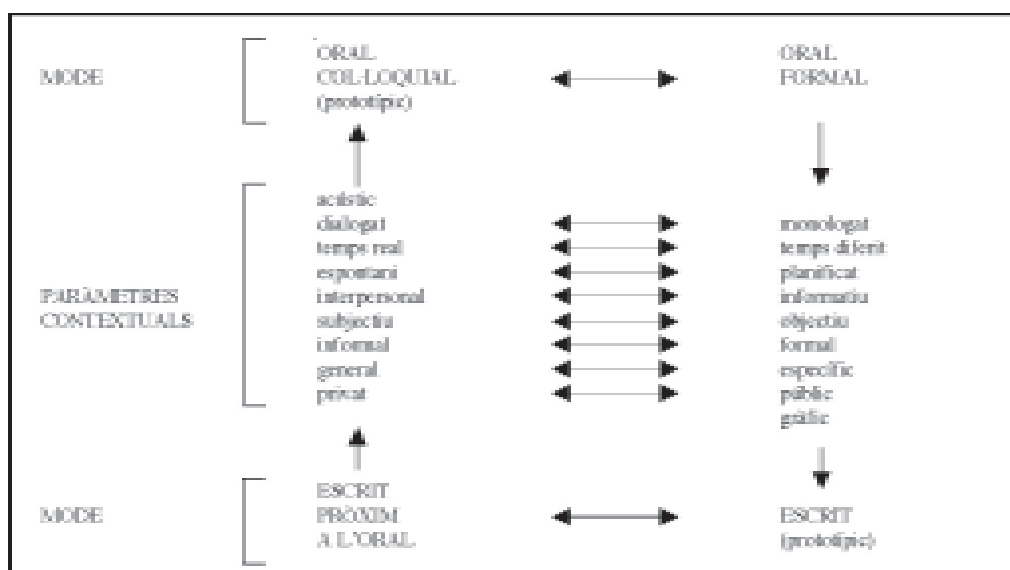 MODE
ORAL
COL·LOQUIAL
(prototípic)
ORAL
FORMAL
PARÀMETRES
CONTEXTUALS
acústic
dialogat
temps real
espontani
interpersonal
subjectiu
informal
general
privat
monologat
temps diferit
planificat
informatiu
objectiu
formal
específic
públic
gràfic
MODE
ESCRIT
PRÒXIM
A L'ORAL
ESCRIT
(prototípic)